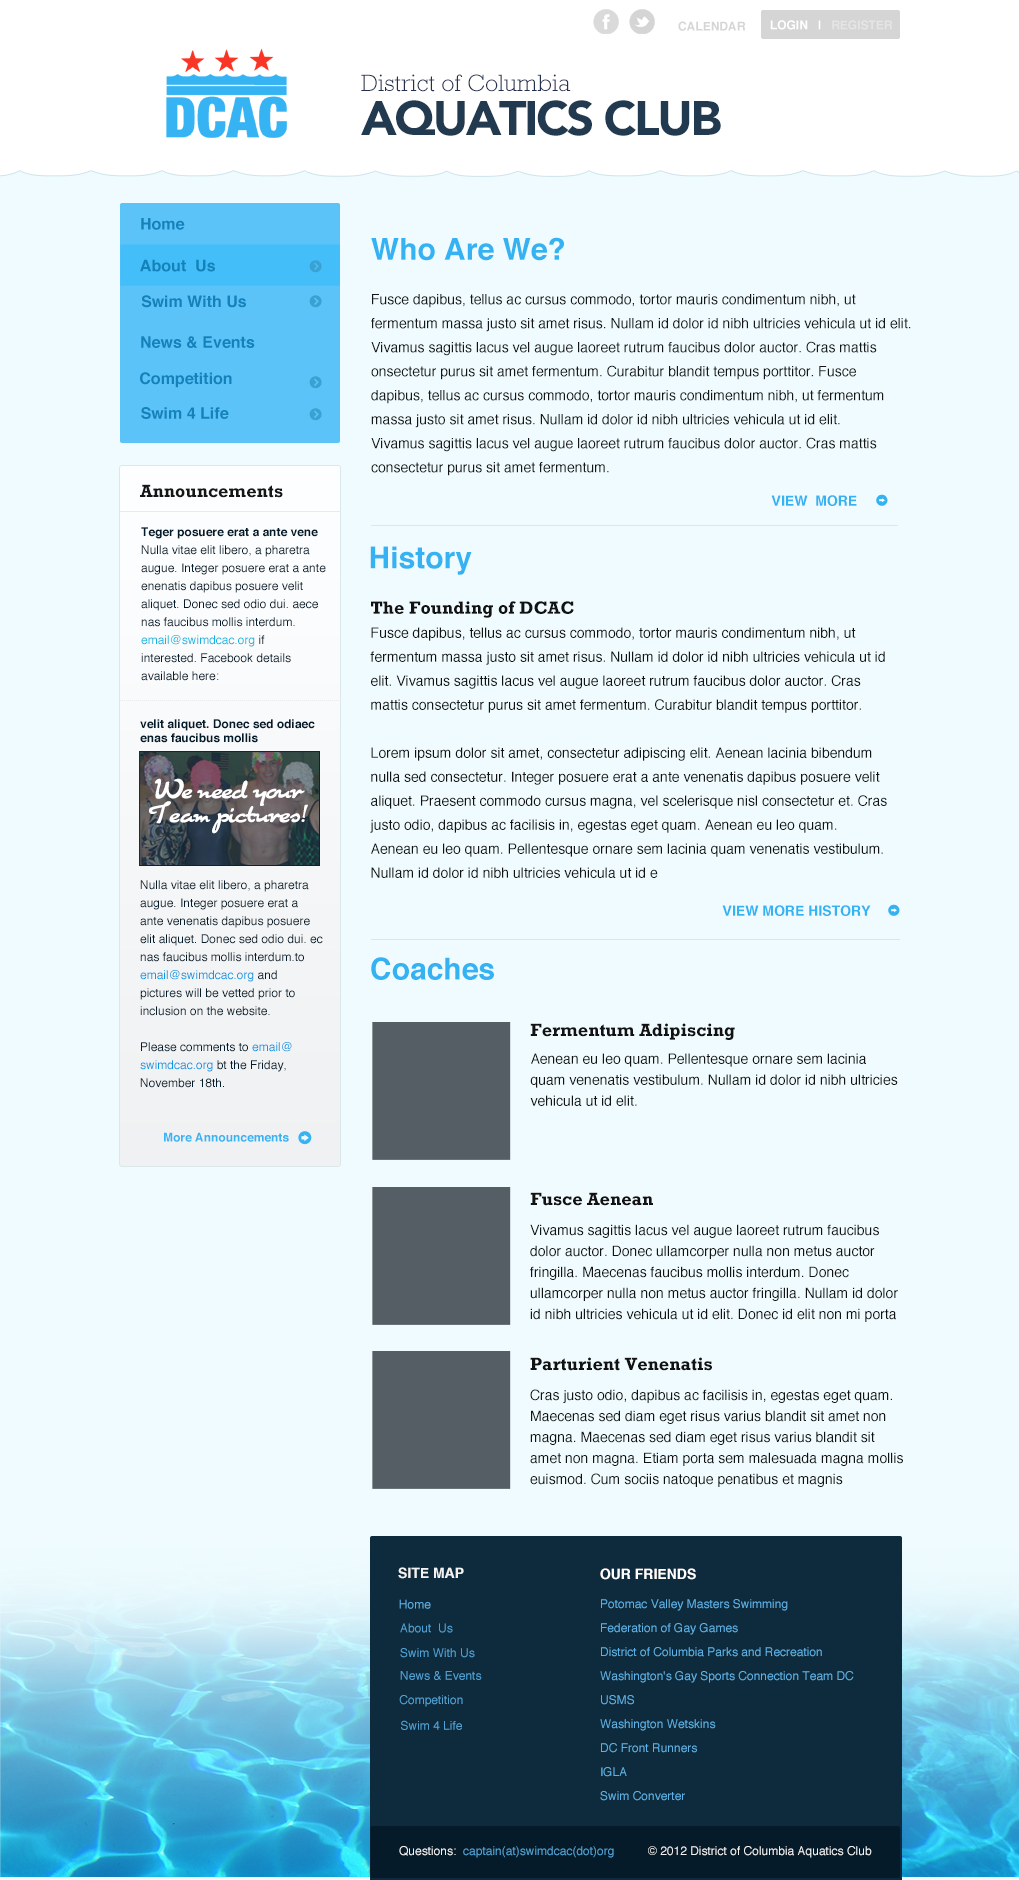 CALENDAR
LOGIN | REGISTER
DCAC
District of Columbia
AQUATICS CLUB
Home
About Us
Swim With Us
News & Events
Competition
Swim 4 Life
Announcements
Teger posuere erat a ante vene
Nulla vitae elit libero, a pharetra
augue. Integer posuere erat a ante
enenatis dapibus posuere velit
aliquet. Donec sed odio dui. aece
nas faucibus mollis interdum.
email@swimdcac.org if
interested. Facebook details
available here:
velit aliquet. Donec sed odiaec
enas faucibus mollis
We need your
Team pictures!
Nulla vitae elit libero, a pharetra
augue. Integer posuere erat a
ante venenatis dapibus posuere
elit aliquet. Donec sed odio dui. ec
nas faucibus mollis interdum.to
email@swimdcac.org and
pictures will be vetted prior to
inclusion on the website.
Please comments to email@
swimdcac.org bt the Friday,
November 18th.
More Announcements
Who Are We?
Fusce dapibus, tellus ac cursus commodo, tortor mauris condimentum nibh, ut
fermentum massa justo sit amet risus. Nullam id dolor id nibh ultricies vehicula ut id elit.
Vivamus sagittis lacus vel augue laoreet rutrum faucibus dolor auctor. Cras mattis
onsectetur purus sit amet fermentum. Curabitur blandit tempus porttitor. Fusce
dapibus, tellus ac cursus commodo, tortor mauris condimentum nibh, ut fermentum
massa justo sit amet risus. Nullam id dolor id nibh ultricies vehicula ut id elit.
Vivamus sagittis lacus vel augue laoreet rutrum faucibus dolor auctor. Cras mattis
consectetur purus sit amet fermentum.
VIEW MORE
History
The Founding of DCAC
Fusce dapibus, tellus ac cursus commodo, tortor mauris condimentum nibh, ut
fermentum massa justo sit amet risus. Nullam id dolor id nibh ultricies vehicula ut id
elit. Vivamus sagittis lacus vel augue laoreet rutrum faucibus dolor auctor. Cras
mattis consectetur purus sit amet fermentum. Curabitur blandit tempus porttitor.
Lorem ipsum dolor sit amet, consectetur adipiscing elit. Aenean lacinia bibendum
nulla sed consectetur. Integer posuere erat a ante venenatis dapibus posuere velit
aliquet. Praesent commodo cursus magna, vel scelerisque nisl consectetur et. Cras
justo odio, dapibus ac facilisis in, egestas eget quam. Aenean eu leo quam.
Aenean eu leo quam. Pellentesque ornare sem lacinia quam venenatis vestibulum.
Nullam id dolor id nibh ultricies vehicula ut id e
VIEW MORE HISTORY
Coaches
Fermentum Adipiscing
Aenean eu leo quam. Pellentesque ornare sem lacinia
quam venenatis vestibulum. Nullam id dolor id nibh ultricies
vehicula ut id elit.
Fusce Aenean
Vivamus sagittis lacus vel augue laoreet rutrum faucibus
dolor auctor. Donec ullamcorper nulla non metus auctor
fringilla. Maecenas faucibus mollis interdum. Donec
ullamcorper nulla non metus auctor fringilla. Nullam id dolor
id nibh ultricies vehicula ut id elit. Donec id elit non mi porta
Parturient Venenatis
Cras justo odio, dapibus ac facilisis in, egestas eget quam.
Maecenas sed diam eget risus varius blandit sit amet non
magna. Maecenas sed diam eget risus varius blandit sit
amet non magna. Etiam porta sem malesuada magna mollis
euismod. Cum sociis natoque penatibus et magnis
SITE MAP
Home
About Us
Swim With Us
News & Events
Competition
Swim 4 Life
OUR FRIENDS
Potomac Valley Masters Swimming
Federation of Gay Games
District of Columbia Parks and Recreation
Washington's Gay Sports Connection Team DC
USMS
Washington Wetskins
DC Front Runners
IGLA
Swim Converter
Questions: captain(at)swimdcac(dot)org
© 2012 District of Columbia Aquatics Club